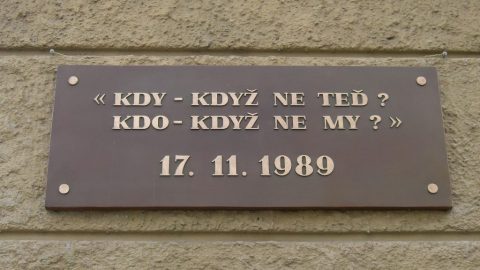 « KDY - KDYŽ NE TEĎ ?
KDO - KDYŽ NE MY ? »
17. 11. 1989